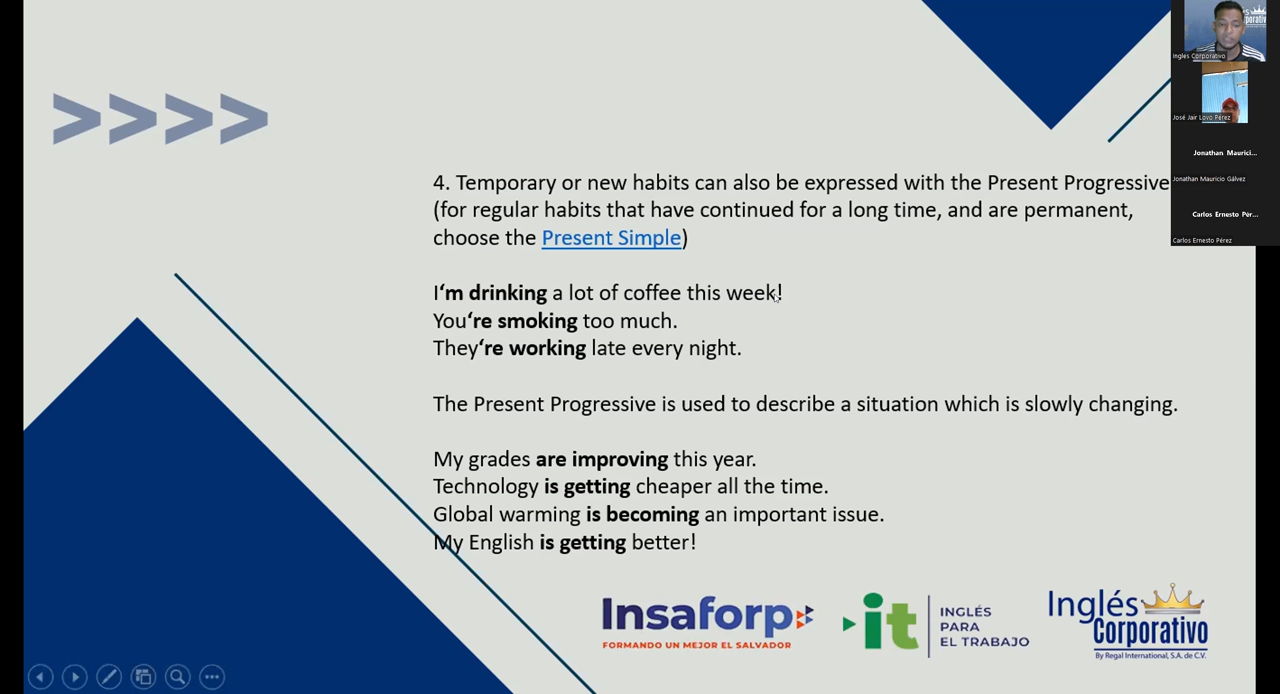 >>>>
4. Temporary or new habits can also be expressed with the Present Progressive
(for regular habits that have continued for a long time, and are permanent,
choose the Present Simple)
I‘m drinking a lot of coffee this week!
You‘re smoking too much.
They‘re working late every night.
The Present Progressive is used to describe a situation which is slowly changing.
My grades are improving this year.
Technology is getting cheaper all the time.
Global warming is becoming an important issue.
My English is getting better!
Insaforp
FORMANDO UN MEJOR EL SALVADOR
it
INGLÉS
PARA
EL TRABAJO
Inglés
Corporativo
By Regal International, S.A. de C.V.
Ingles Corporativo
José Jair Lovo Pérez
Jonathan Maurici...
Jonathan Mauricio Gálvez
Carlos Ernesto Pér...
Carlos Ernesto Pérez